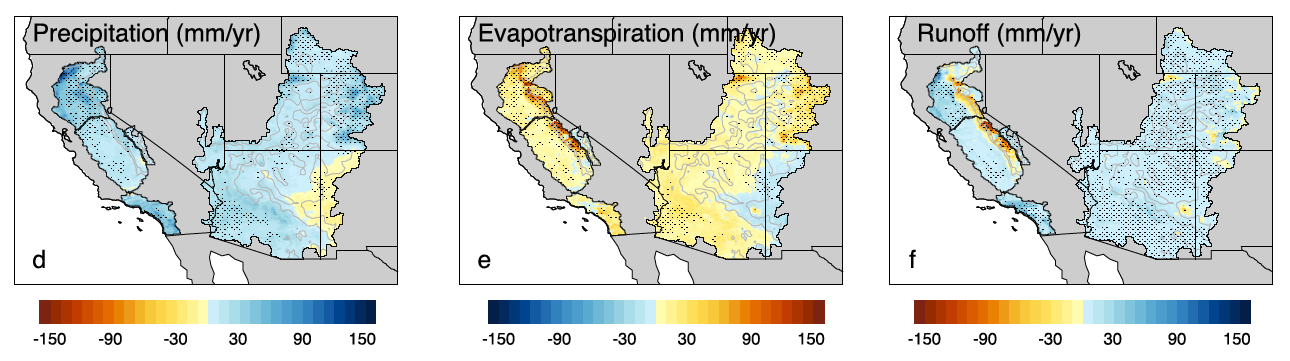 Precipitation (mm/yr)
Evapotranspiration (mm/yr)
Runoff (mm/yr)
d
e
f
-150 -90 -30 30 90 150
-150 -90 -30 30 90 150
-150 -90 -30 30 90 150